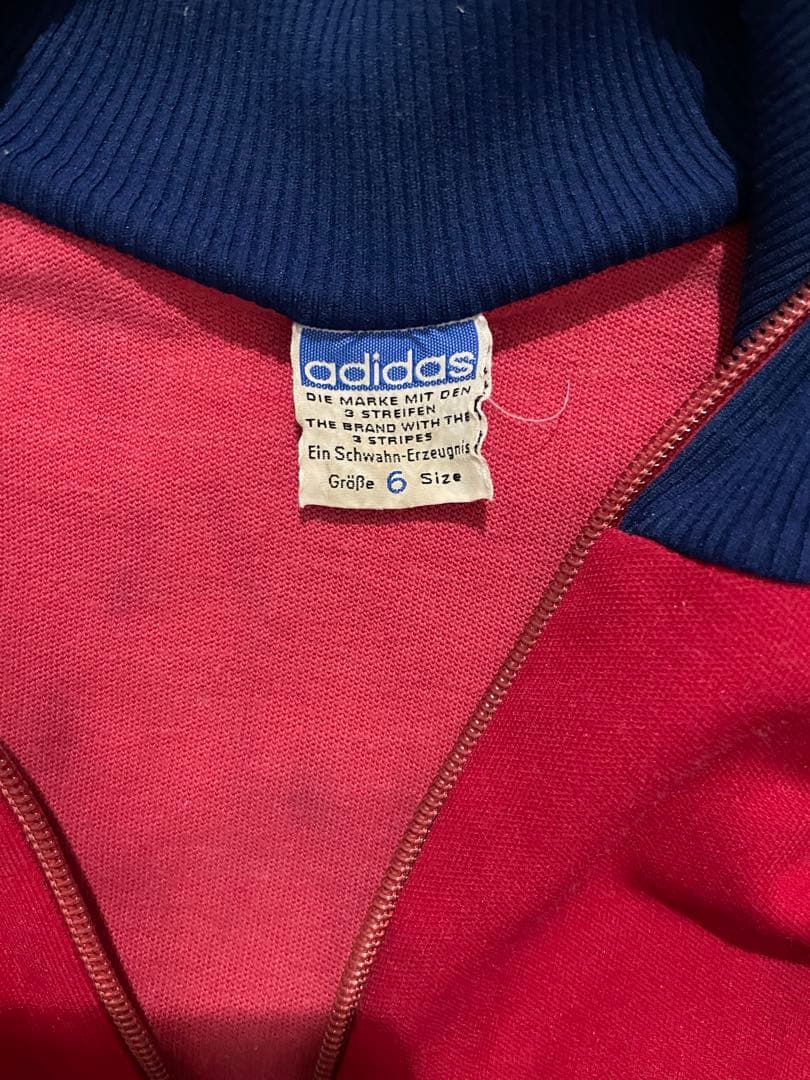 adidas
DIE MARKE MIT DEN
3 STREIFEN
THE BRAND WITH THE
3 STRIPES
Ein Schwahn-Erzeugnis
Größe 6 Size